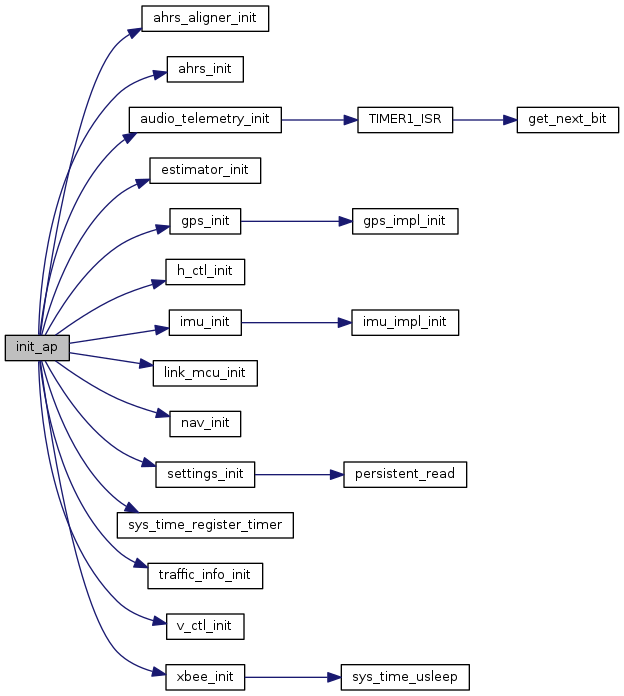 ahrs_aligner_init
ahrs_init
audio_telemetry_init
TIMER1_ISR
get_next_bit
estimator_init
gps_init
gps_impl_init
h_ctl_init
imu_init
imu_impl_init
init_ap
link_mcu_init
nav_init
settings_init
persistent_read
sys_time_register_timer
traffic_info_init
v_ctl_init
xbee_init
sys_time_usleep